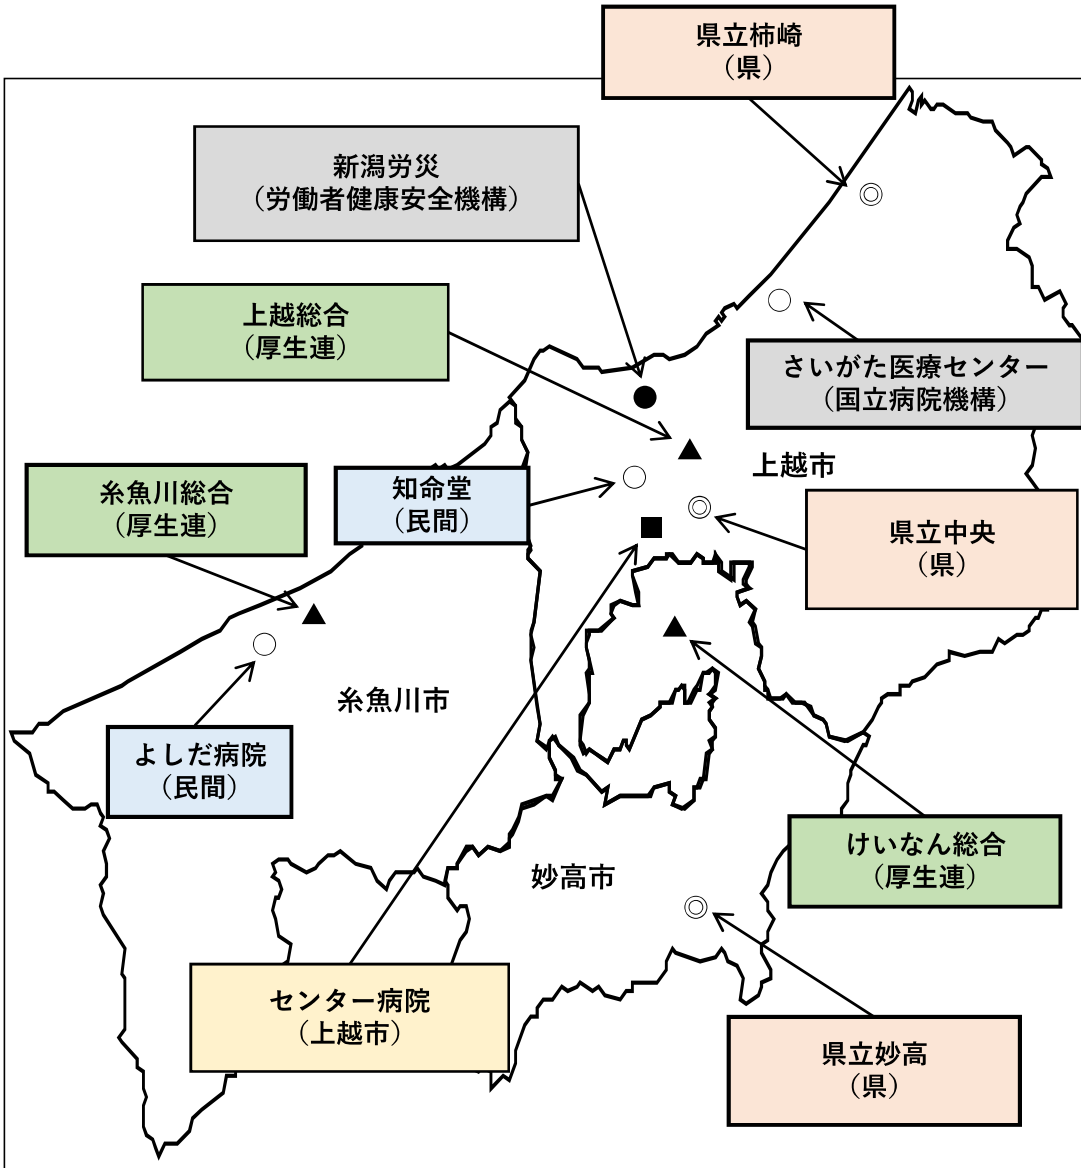 県立柿崎
（県）
新潟労災
（労働者健康安全機構）
上越総合
（厚生連）
さいがた医療センター
（国立病院機構）
上越市
糸魚川総合
（厚生連）
知命堂
（民間）
県立中央
（県）
糸魚川市
よしだ病院
（民間）
けいなん総合
（厚生連）
妙高市
センター病院
（上越市）
県立妙高
（県）